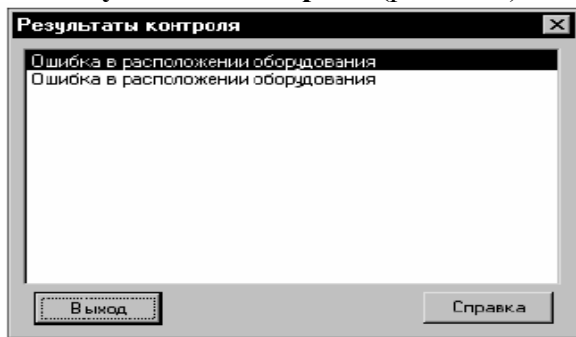 Результаты контроля
Ошибка в расположении оборудования
Ошибка в расположении оборудования
Выход
Справка